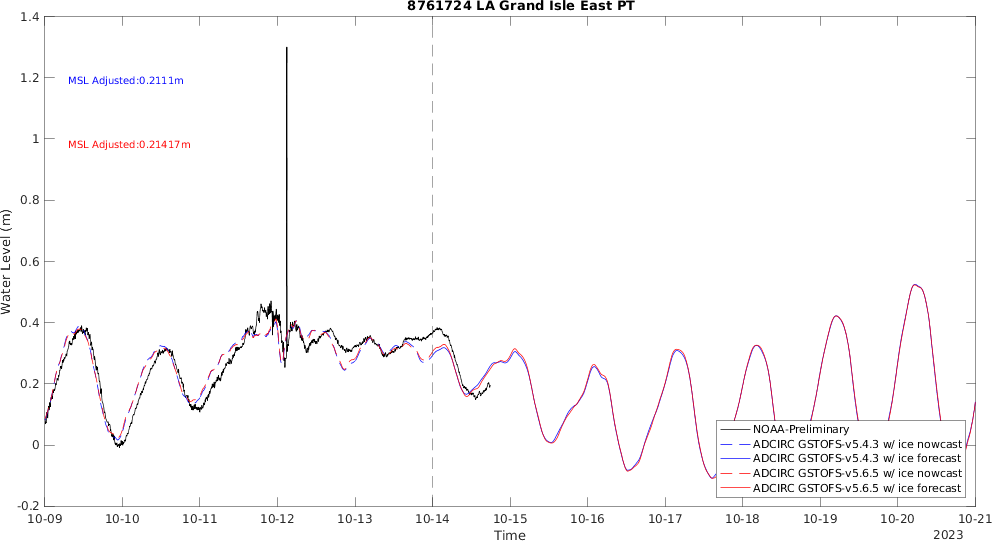 8761724 LA Grand Isle East PT
1.4
1.2
1
0.8
0.6
0.4
0.2
0
-0.2
Water Level (m)
MSL Adjusted:0.2111m
MSL Adjusted:0.21417m
NOAA-Preliminary
ADCIRC GSTOFS-v5.4.3 w/ ice nowcast
ADCIRC GSTOFS-v5.4.3 w/ ice forecast
ADCIRC GSTOFS-v5.6.5 w/ ice nowcast
ADCIRC GSTOFS-v5.6.5 w/ ice forecast
10-09 10-10 10-11 10-12 10-13 10-14 10-15 10-16 10-17 10-18 10-19 10-20 10-21
Time
2023